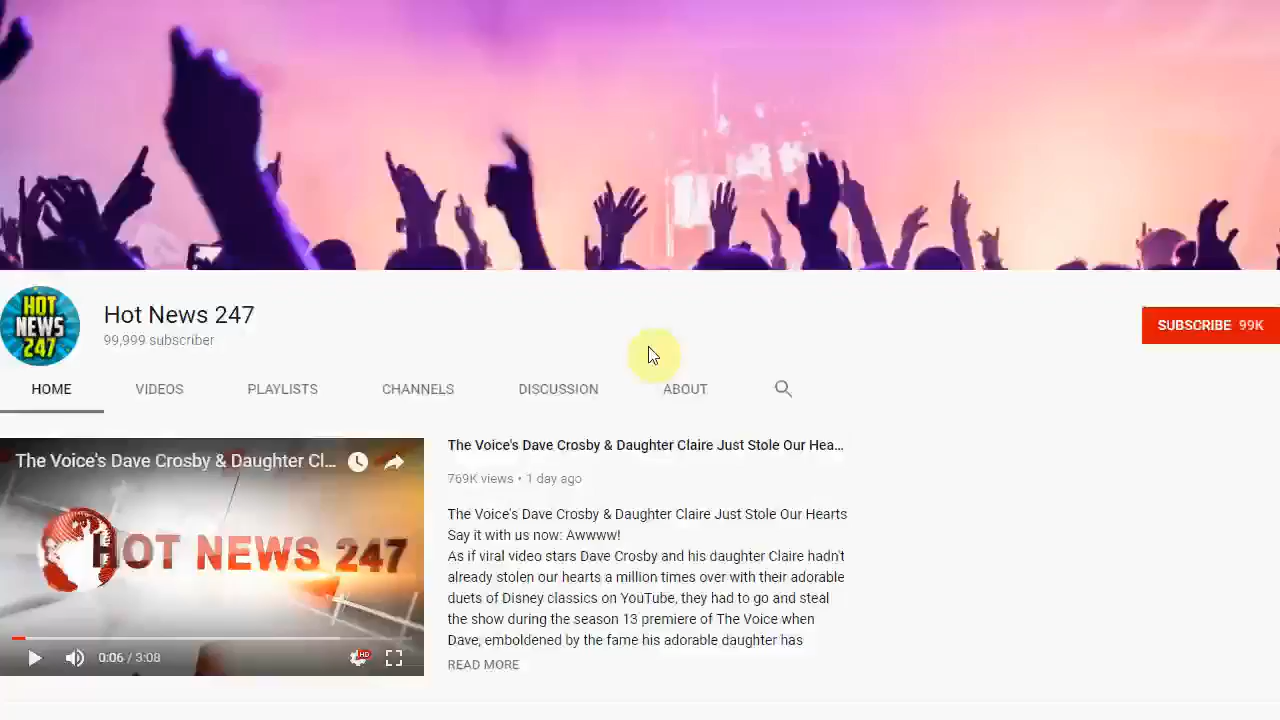 HOT
NEWS
247
Hot News 247
99,999 subscriber
SUBSCRIBE 99K
HOME VIDEOS PLAYLISTS CHANNELS DISCUSSION ABOUT
The Voice's Dave Crosby & Daughter Cl...
HOT NEWS 247
HD
0:06 / 3:08
The Voice's Dave Crosby & Daughter Claire Just Stole Our Hea...
769K views • 1 day ago
The Voice's Dave Crosby & Daughter Claire Just Stole Our Hearts
Say it with us now: Awwww!
As if viral video stars Dave Crosby and his daughter Claire hadn't
already stolen our hearts a million times over with their adorable
duets of Disney classics on YouTube, they had to go and steal
the show during the season 13 premiere of The Voice when
Dave, emboldened by the fame his adorable daughter has
READ MORE